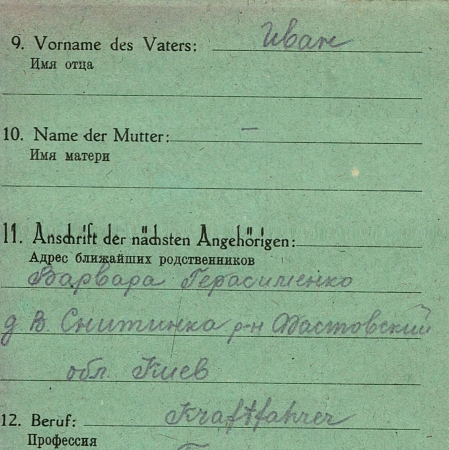 9. Vorname des Vaters: Иван
Имя отца
10. Name der Mutter: –
Имя матери
11. Anschrift der nächsten Angehörigen:
Адрес ближайших родственников
Варвара Герасименко
д В. Снитинка р-н Фастовский
обл. Киев
12. Beruf: Kraftfahrer
Профессия